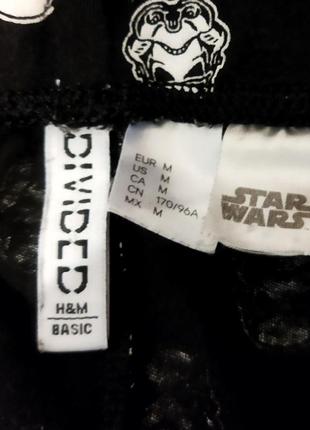 DIVIDED
H&M
BASIC
EUR M
US M
CA M
CN 170/96A
MX M
STAR
WARS